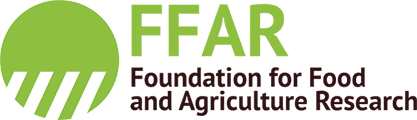 FFAR
Foundation for Food
and Agriculture Research